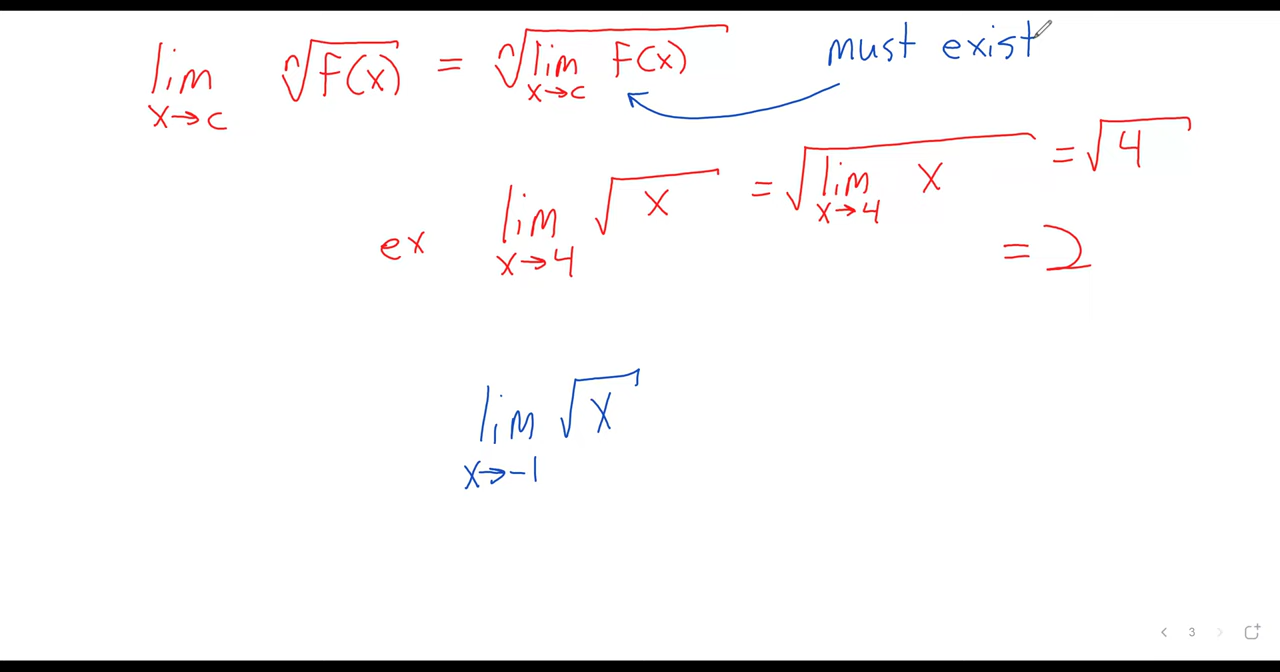 lim x→c ⁿ√F(x) = ⁿ√lim x→c F(x) must exist
ex lim x→4 √x = √lim x→4 x = √4
= 2
lim x→-1 √x
3